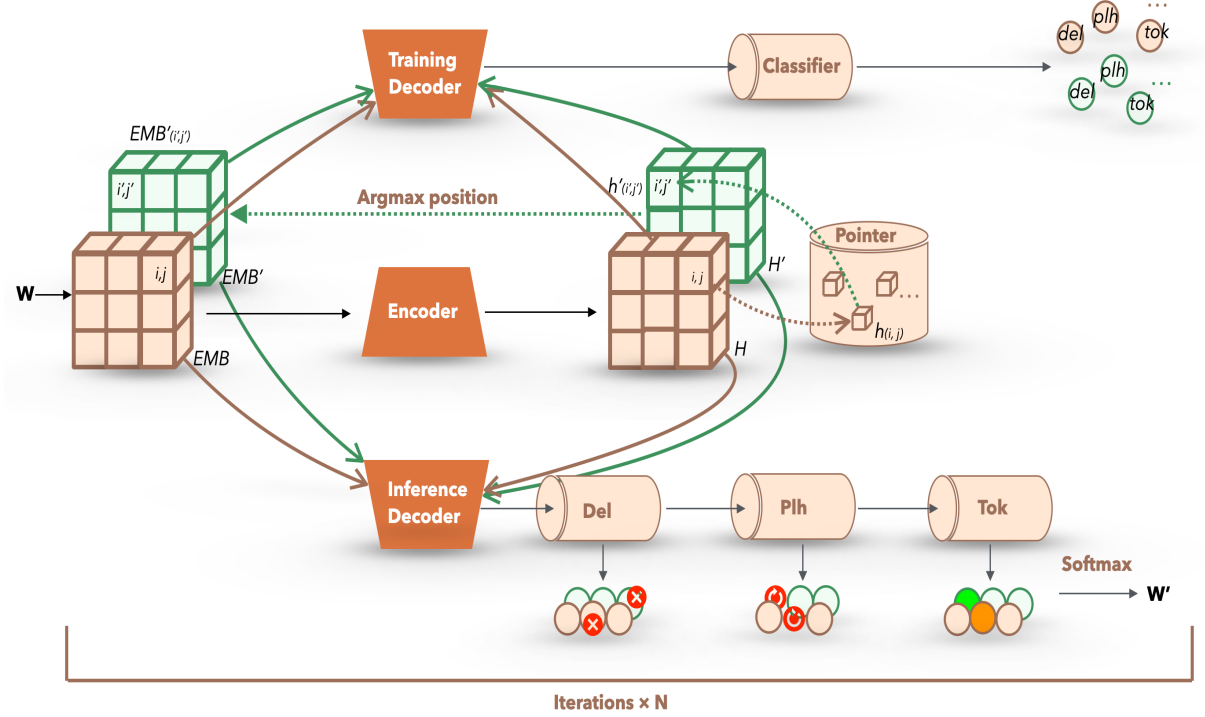 ...
plh
del
tok
Training
Decoder
Classifier
plh
...
del
tok
EMB'(i',j')
i',j'
h'(i',j')
i',j'
Argmax position
Pointer
i,j
i, j
H'
EMB'
W
Encoder
...
h(i, j)
EMB
H
Inference
Decoder
Del
Plh
Tok
Softmax
W'
Iterations × N